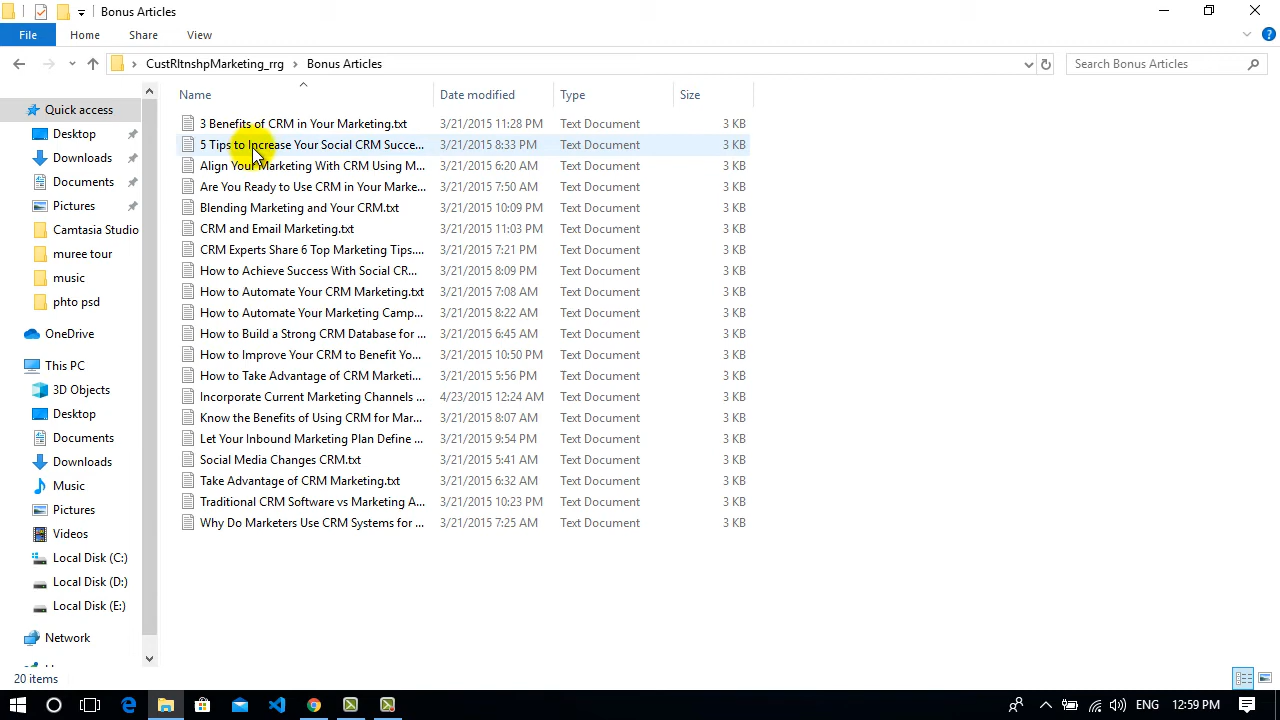 Bonus Articles
File Home Share View
CustRltnshpMarketing_rrg Bonus Articles Search Bonus Articles
Name Date modified Type Size
Quick access
Desktop
Downloads
Documents
Pictures
Camtasia Studio
muree tour
music
phto psd
OneDrive
This PC
3D Objects
Desktop
Documents
Downloads
Music
Pictures
Videos
Local Disk (C:)
Local Disk (D:)
Local Disk (E:)
Network
3 Benefits of CRM in Your Marketing.txt 3/21/2015 11:28 PM Text Document 3 KB
5 Tips to Increase Your Social CRM Succe... 3/21/2015 8:33 PM Text Document 3 KB
Align Your Marketing With CRM Using M... 3/21/2015 6:20 AM Text Document 3 KB
Are You Ready to Use CRM in Your Marke... 3/21/2015 7:50 AM Text Document 3 KB
Blending Marketing and Your CRM.txt 3/21/2015 10:09 PM Text Document 3 KB
CRM and Email Marketing.txt 3/21/2015 11:03 PM Text Document 3 KB
CRM Experts Share 6 Top Marketing Tips.... 3/21/2015 7:21 PM Text Document 3 KB
How to Achieve Success With Social CR... 3/21/2015 8:09 PM Text Document 3 KB
How to Automate Your CRM Marketing.txt 3/21/2015 7:08 AM Text Document 3 KB
How to Automate Your Marketing Camp... 3/21/2015 8:22 AM Text Document 3 KB
How to Build a Strong CRM Database for ... 3/21/2015 6:45 AM Text Document 3 KB
How to Improve Your CRM to Benefit Yo... 3/21/2015 10:50 PM Text Document 3 KB
How to Take Advantage of CRM Marketi... 3/21/2015 5:56 PM Text Document 3 KB
Incorporate Current Marketing Channels ... 4/23/2015 12:24 AM Text Document 3 KB
Know the Benefits of Using CRM for Mar... 3/21/2015 8:07 AM Text Document 3 KB
Let Your Inbound Marketing Plan Define ... 3/21/2015 9:54 PM Text Document 3 KB
Social Media Changes CRM.txt 3/21/2015 5:41 AM Text Document 3 KB
Take Advantage of CRM Marketing.txt 3/21/2015 6:32 AM Text Document 3 KB
Traditional CRM Software vs Marketing A... 3/21/2015 10:23 PM Text Document 3 KB
Why Do Marketers Use CRM Systems for ... 3/21/2015 7:25 AM Text Document 3 KB
20 items
ENG 12:59 PM